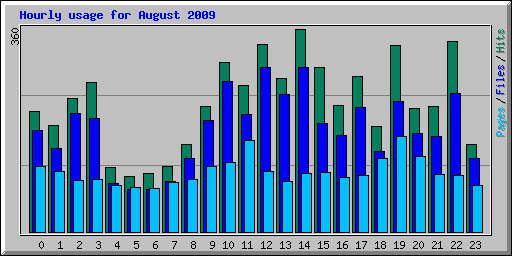 Hourly usage for August 2009
360
Pages/Files/Hits
0 1 2 3 4 5 6 7 8 9 10 11 12 13 14 15 16 17 18 19 20 21 22 23